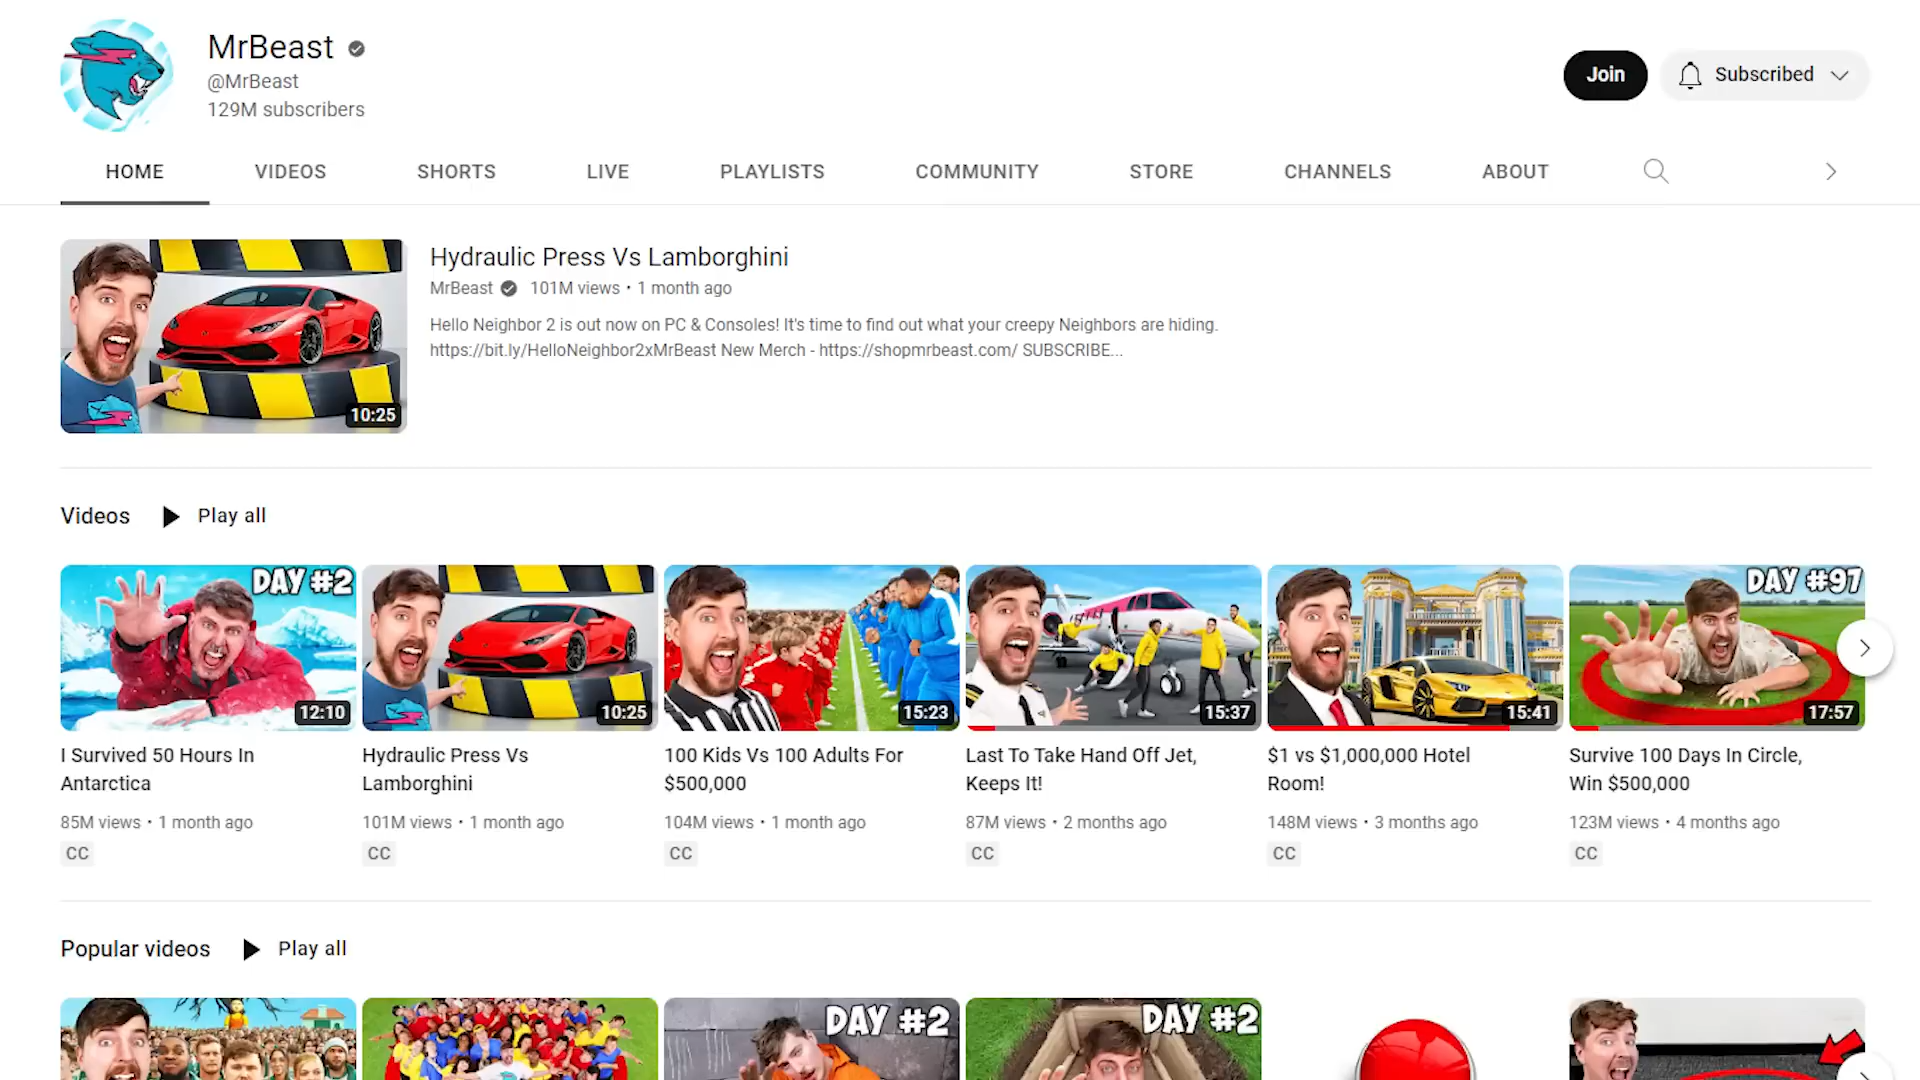 MrBeast
@MrBeast
129M subscribers
Join
Subscribed
HOME
VIDEOS
SHORTS
LIVE
PLAYLISTS
COMMUNITY
STORE
CHANNELS
ABOUT
10:25
Hydraulic Press Vs Lamborghini
MrBeast 101M views • 1 month ago
Hello Neighbor 2 is out now on PC & Consoles! It's time to find out what your creepy Neighbors are hiding.
https://bit.ly/HelloNeighbor2xMrBeast New Merch - https://shopmrbeast.com/ SUBSCRIBE...
Videos
Play all
DAY #2
12:10
I Survived 50 Hours In
Antarctica
85M views • 1 month ago
CC
10:25
Hydraulic Press Vs
Lamborghini
101M views • 1 month ago
CC
15:23
100 Kids Vs 100 Adults For
$500,000
104M views • 1 month ago
CC
15:37
Last To Take Hand Off Jet,
Keeps It!
87M views • 2 months ago
CC
15:41
$1 vs $1,000,000 Hotel
Room!
148M views • 3 months ago
CC
DAY #97
17:57
Survive 100 Days In Circle,
Win $500,000
123M views • 4 months ago
CC
Popular videos
Play all
DAY #2
DAY #2